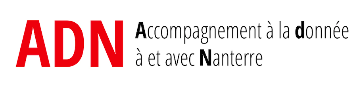 ADN
Accompagnement à la donnée
à et avec Nanterre